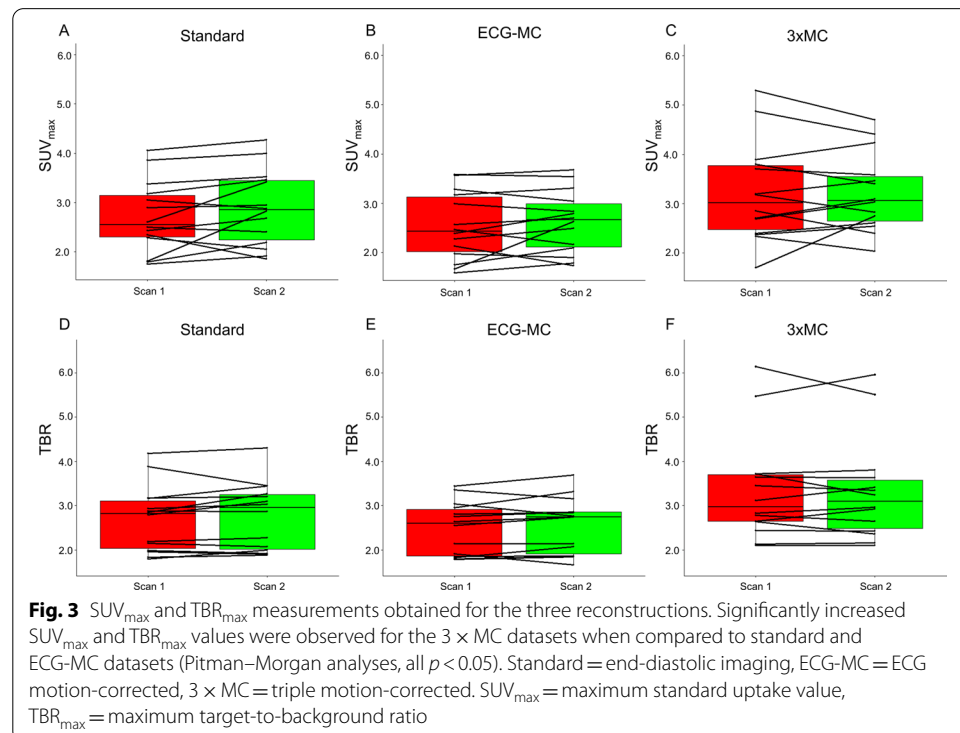 A Standard
B ECG-MC
C 3xMC
6.0 5.0 4.0 3.0 2.0
SUVmax
Scan 1 Scan 2
6.0 5.0 4.0 3.0 2.0
SUVmax
Scan 1 Scan 2
6.0 5.0 4.0 3.0 2.0
SUVmax
Scan 1 Scan 2
D Standard
E ECG-MC
F 3xMC
6.0 5.0 4.0 3.0 2.0
TBR
Scan 1 Scan 2
6.0 5.0 4.0 3.0 2.0
TBR
Scan 1 Scan 2
6.0 5.0 4.0 3.0 2.0
TBR
Scan 1 Scan 2
Fig. 3 SUVmax and TBRmax measurements obtained for the three reconstructions. Significantly increased
SUVmax and TBRmax values were observed for the 3 × MC datasets when compared to standard and
ECG-MC datasets (Pitman–Morgan analyses, all p < 0.05). Standard = end-diastolic imaging, ECG-MC = ECG
motion-corrected, 3 × MC = triple motion-corrected. SUVmax = maximum standard uptake value,
TBRmax = maximum target-to-background ratio